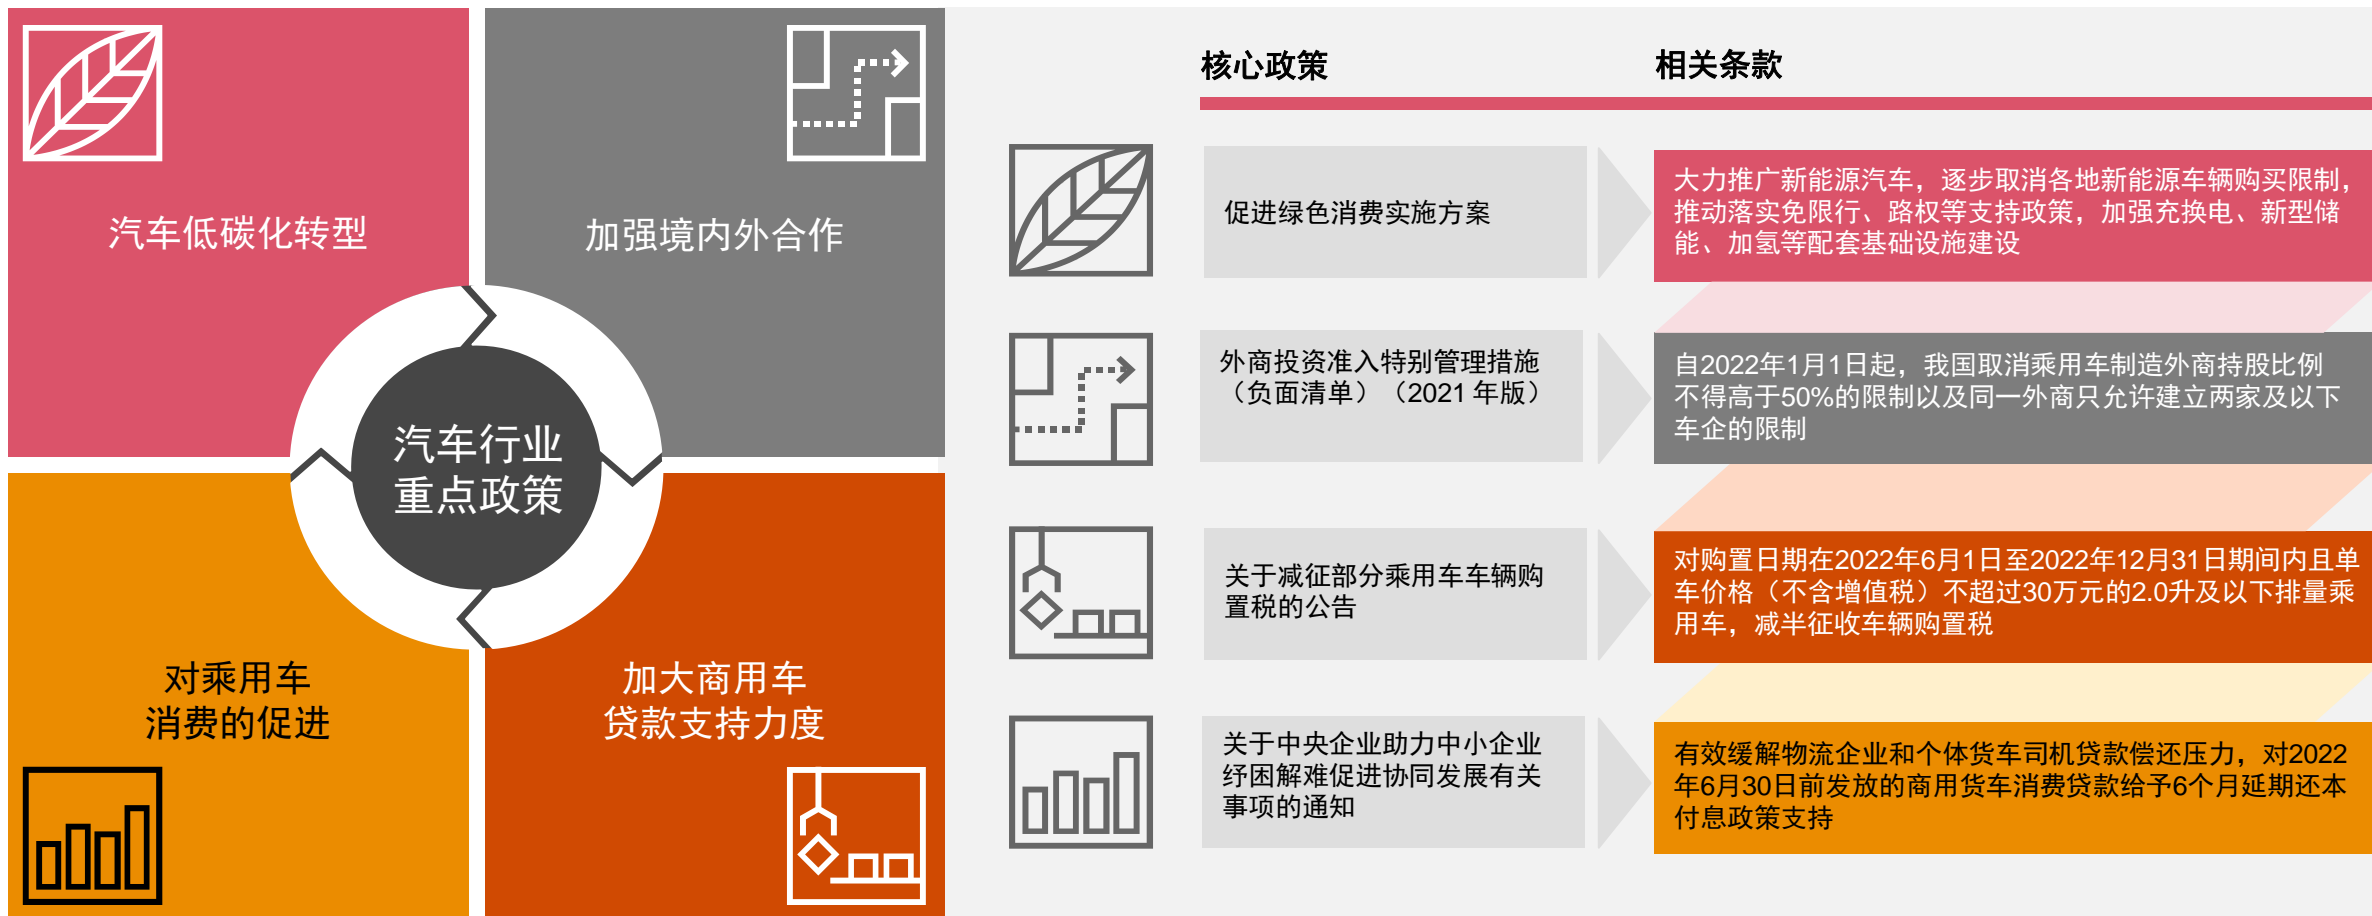 汽车低碳化转型
加强境内外合作
汽车行业
重点政策
对乘用车
消费的促进
加大商用车
贷款支持力度
核心政策
相关条款
促进绿色消费实施方案
大力推广新能源汽车，逐步取消各地新能源车辆购买限制，
推动落实免限行、路权等支持政策，加强充换电、新型储
能、加氢等配套基础设施建设
外商投资准入特别管理措施
（负面清单）（2021年版）
自2022年1月1日起，我国取消乘用车制造外商持股比例
不得高于50%的限制以及同一外商只允许建立两家及以下
车企的限制
关于减征部分乘用车车辆购
置税的公告
对购置日期在2022年6月1日至2022年12月31日期间内且单
车价格（不含增值税）不超过30万元的2.0升及以下排量乘
用车，减半征收车辆购置税
关于中央企业助力中小企业
纾困解难促进协同发展有关
事项的通知
有效缓解物流企业和个体货车司机贷款偿还压力，对2022
年6月30日前发放的商用货车消费贷款给予6个月延期还本
付息政策支持